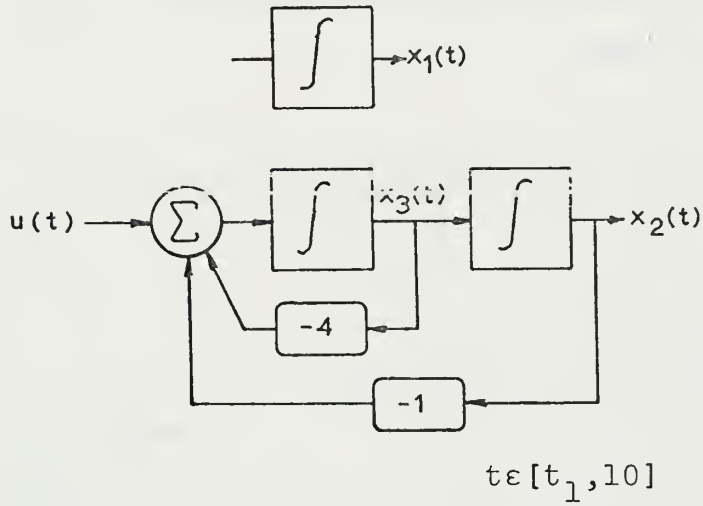 ∫
x₁(t)
u(t)
Σ
∫
x₃(t)
∫
x₂(t)
-4
-1
tε[t₁,10]